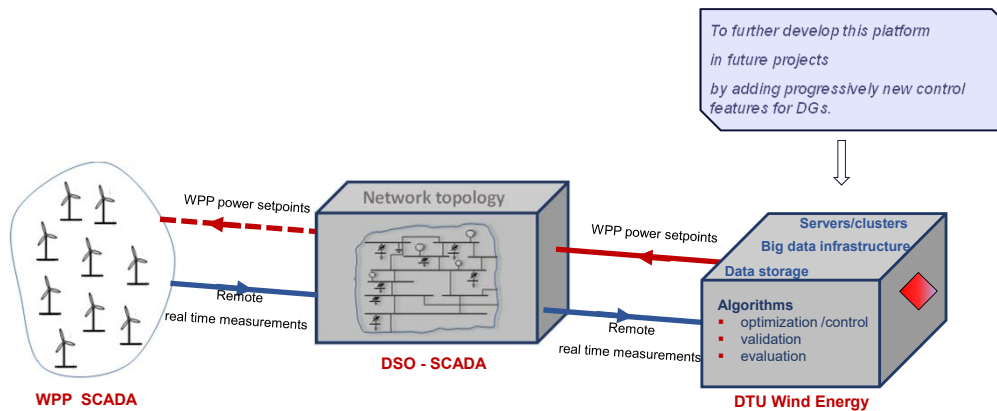 To further develop this platform
in future projects
by adding progressively new control
features for DGs.
Network topology
WPP power setpoints
WPP power setpoints
Servers/clusters
Big data infrastructure
Data storage
Remote
real time measurements
Remote
real time measurements
Algorithms
optimization /control
validation
evaluation
DSO - SCADA
WPP SCADA
DTU Wind Energy